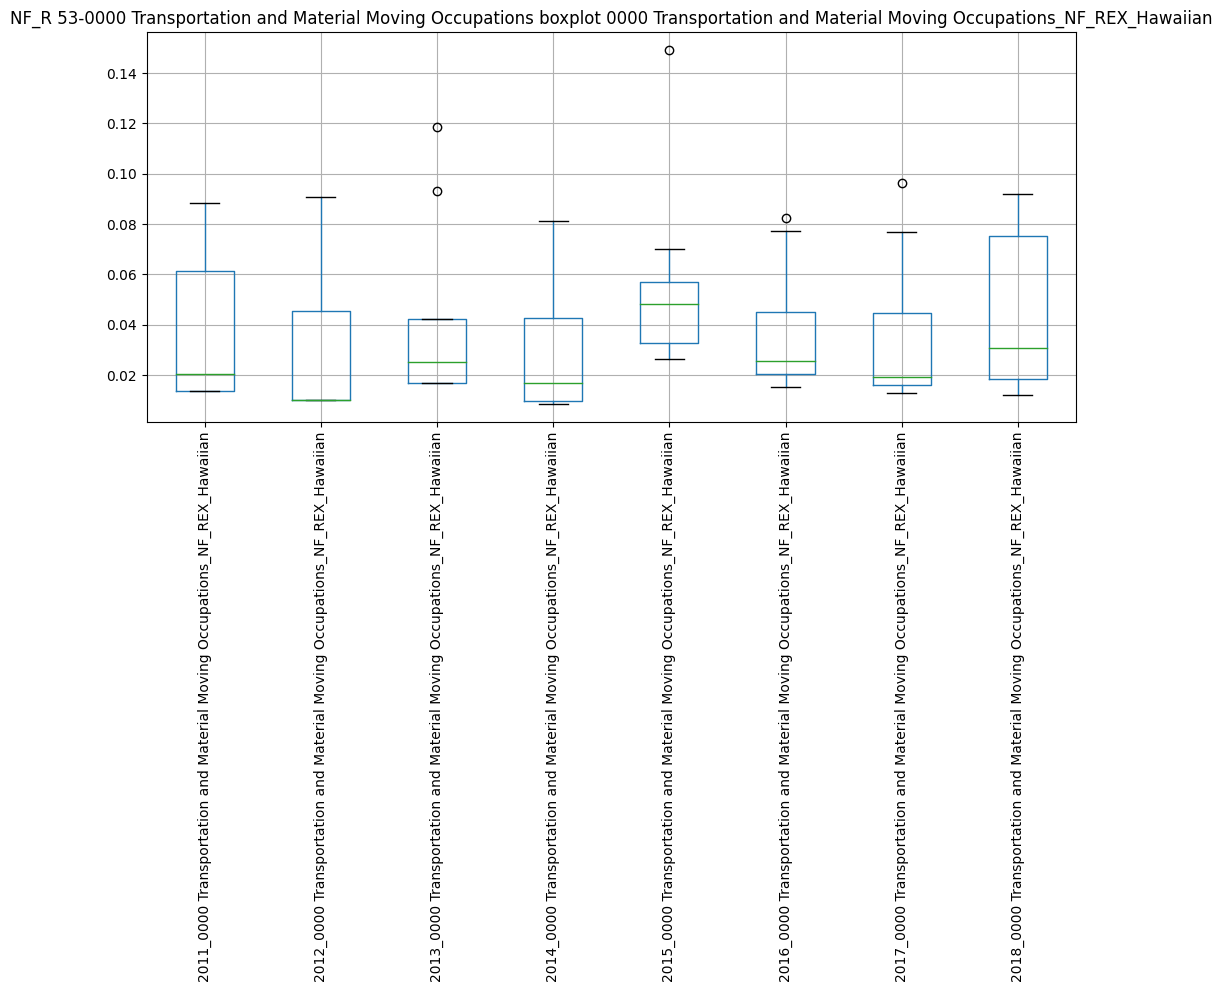 NF_R 53-0000 Transportation and Material Moving Occupations boxplot 0000 Transportation and Material Moving Occupations_NF_REX_Hawaiian
0.14
0.12
0.10
0.08
0.06
0.04
0.02
2011_0000 Transportation and Material Moving Occupations_NF_REX_Hawaiian
2012_0000 Transportation and Material Moving Occupations_NF_REX_Hawaiian
2013_0000 Transportation and Material Moving Occupations_NF_REX_Hawaiian
2014_0000 Transportation and Material Moving Occupations_NF_REX_Hawaiian
2015_0000 Transportation and Material Moving Occupations_NF_REX_Hawaiian
2016_0000 Transportation and Material Moving Occupations_NF_REX_Hawaiian
2017_0000 Transportation and Material Moving Occupations_NF_REX_Hawaiian
2018_0000 Transportation and Material Moving Occupations_NF_REX_Hawaiian